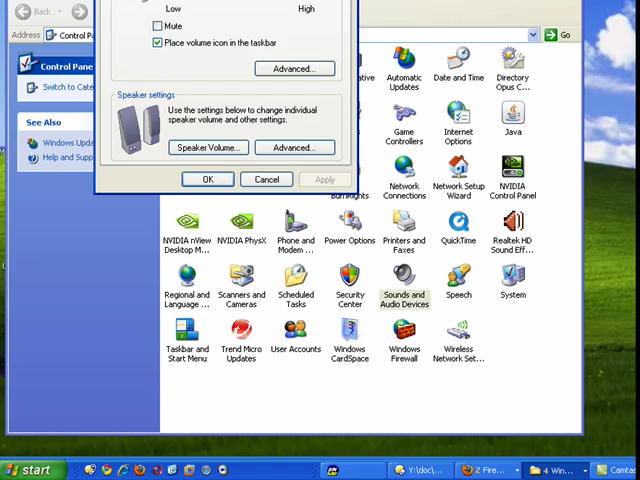 Back
Low High
Mute
Place volume icon in the taskbar
Advanced...
Speaker settings
Use the settings below to change individual
speaker volume and other settings.
Speaker Volume... Advanced...
OK Cancel Apply
Address Control Pa
Go
Control Pane
Switch to Cate
See Also
Windows Upda
Help and Supp
Automatic
Updates
Date and Time
Directory
Opus C...
Game
Controllers
Internet
Options
Java
Network
Connections
Network Setup
Wizard
NVIDIA
Control Panel
NVIDIA nView
Desktop M...
NVIDIA PhysX
Phone and
Modem ...
Power Options
Printers and
Faxes
QuickTime
Realtek HD
Sound Eff...
Regional and
Language ...
Scanners and
Cameras
Scheduled
Tasks
Security
Center
Sounds and
Audio Devices
Speech
System
Taskbar and
Start Menu
Trend Micro
Updates
User Accounts
Windows
CardSpace
Windows
Firewall
Wireless
Network Set...
start
Y:\doc\...
2 Fire...
4 Win...
Camtas